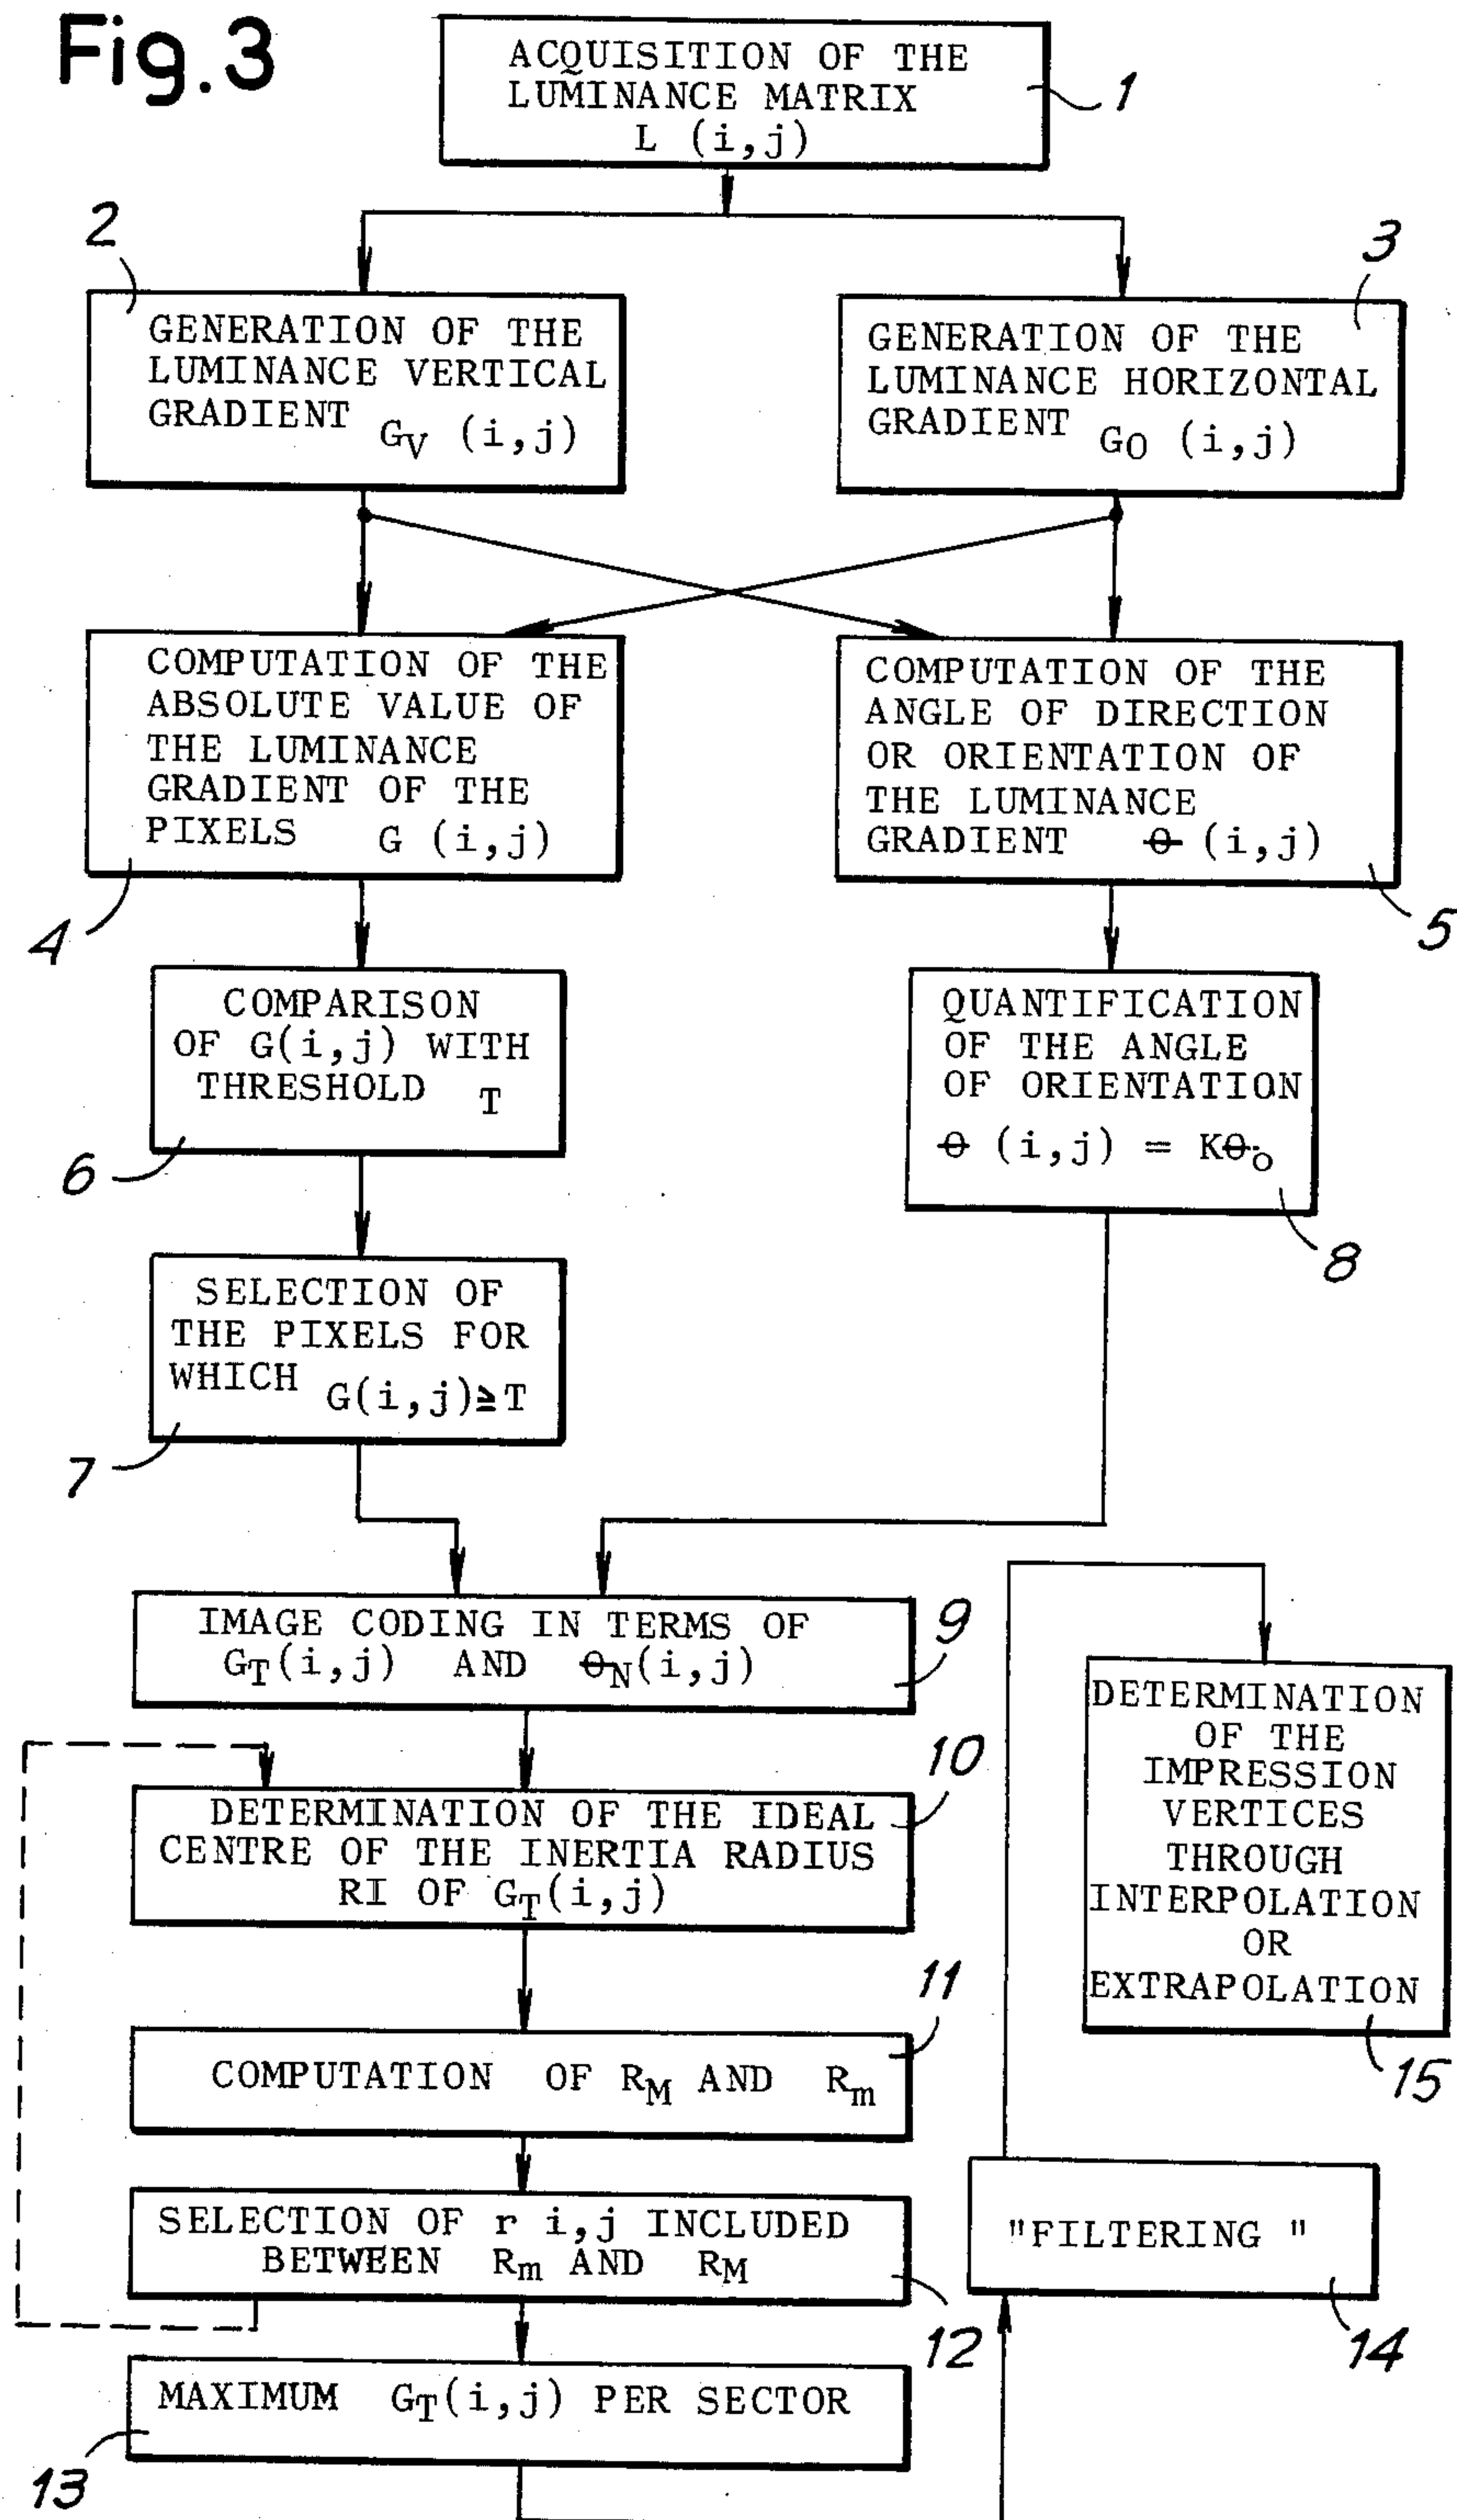 Fig.3
ACQUISITION OF THE
LUMINANCE MATRIX
L (i,j)
1
2
GENERATION OF THE
LUMINANCE VERTICAL
GRADIENT GV (i,j)
3
GENERATION OF THE
LUMINANCE HORIZONTAL
GRADIENT GO (i,j)
COMPUTATION OF THE
ABSOLUTE VALUE OF
THE LUMINANCE
GRADIENT OF THE
PIXELS G (i,j)
4
COMPUTATION OF THE
ANGLE OF DIRECTION
OR ORIENTATION OF
THE LUMINANCE
GRADIENT Θ (i,j)
5
COMPARISON
OF G(i,j) WITH
THRESHOLD T
6
QUANTIFICATION
OF THE ANGLE
OF ORIENTATION
Θ (i,j) = KΘo
8
SELECTION OF
THE PIXELS FOR
WHICH G(i,j)≧T
7
IMAGE CODING IN TERMS OF
GT(i,j) AND ΘN(i,j)
9
DETERMINATION OF THE IDEAL
CENTRE OF THE INERTIA RADIUS
RI OF GT(i,j)
10
COMPUTATION OF RM AND Rm
11
SELECTION OF r i,j INCLUDED
BETWEEN Rm AND RM
12
MAXIMUM GT(i,j) PER SECTOR
13
"FILTERING "
14
DETERMINATION
OF THE
IMPRESSION
VERTICES
THROUGH
INTERPOLATION
OR
EXTRAPOLATION
15